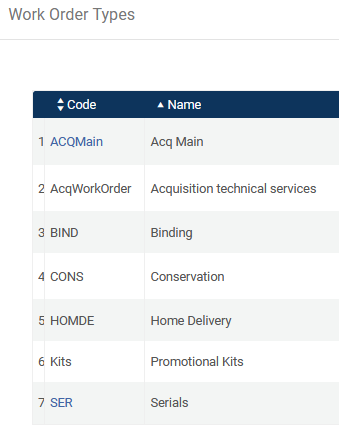 Work Order Types
Code Name
1 ACQMain Acq Main
2 AcqWorkOrder Acquisition technical services
3 BIND Binding
4 CONS Conservation
5 HOMDE Home Delivery
6 Kits Promotional Kits
7 SER Serials